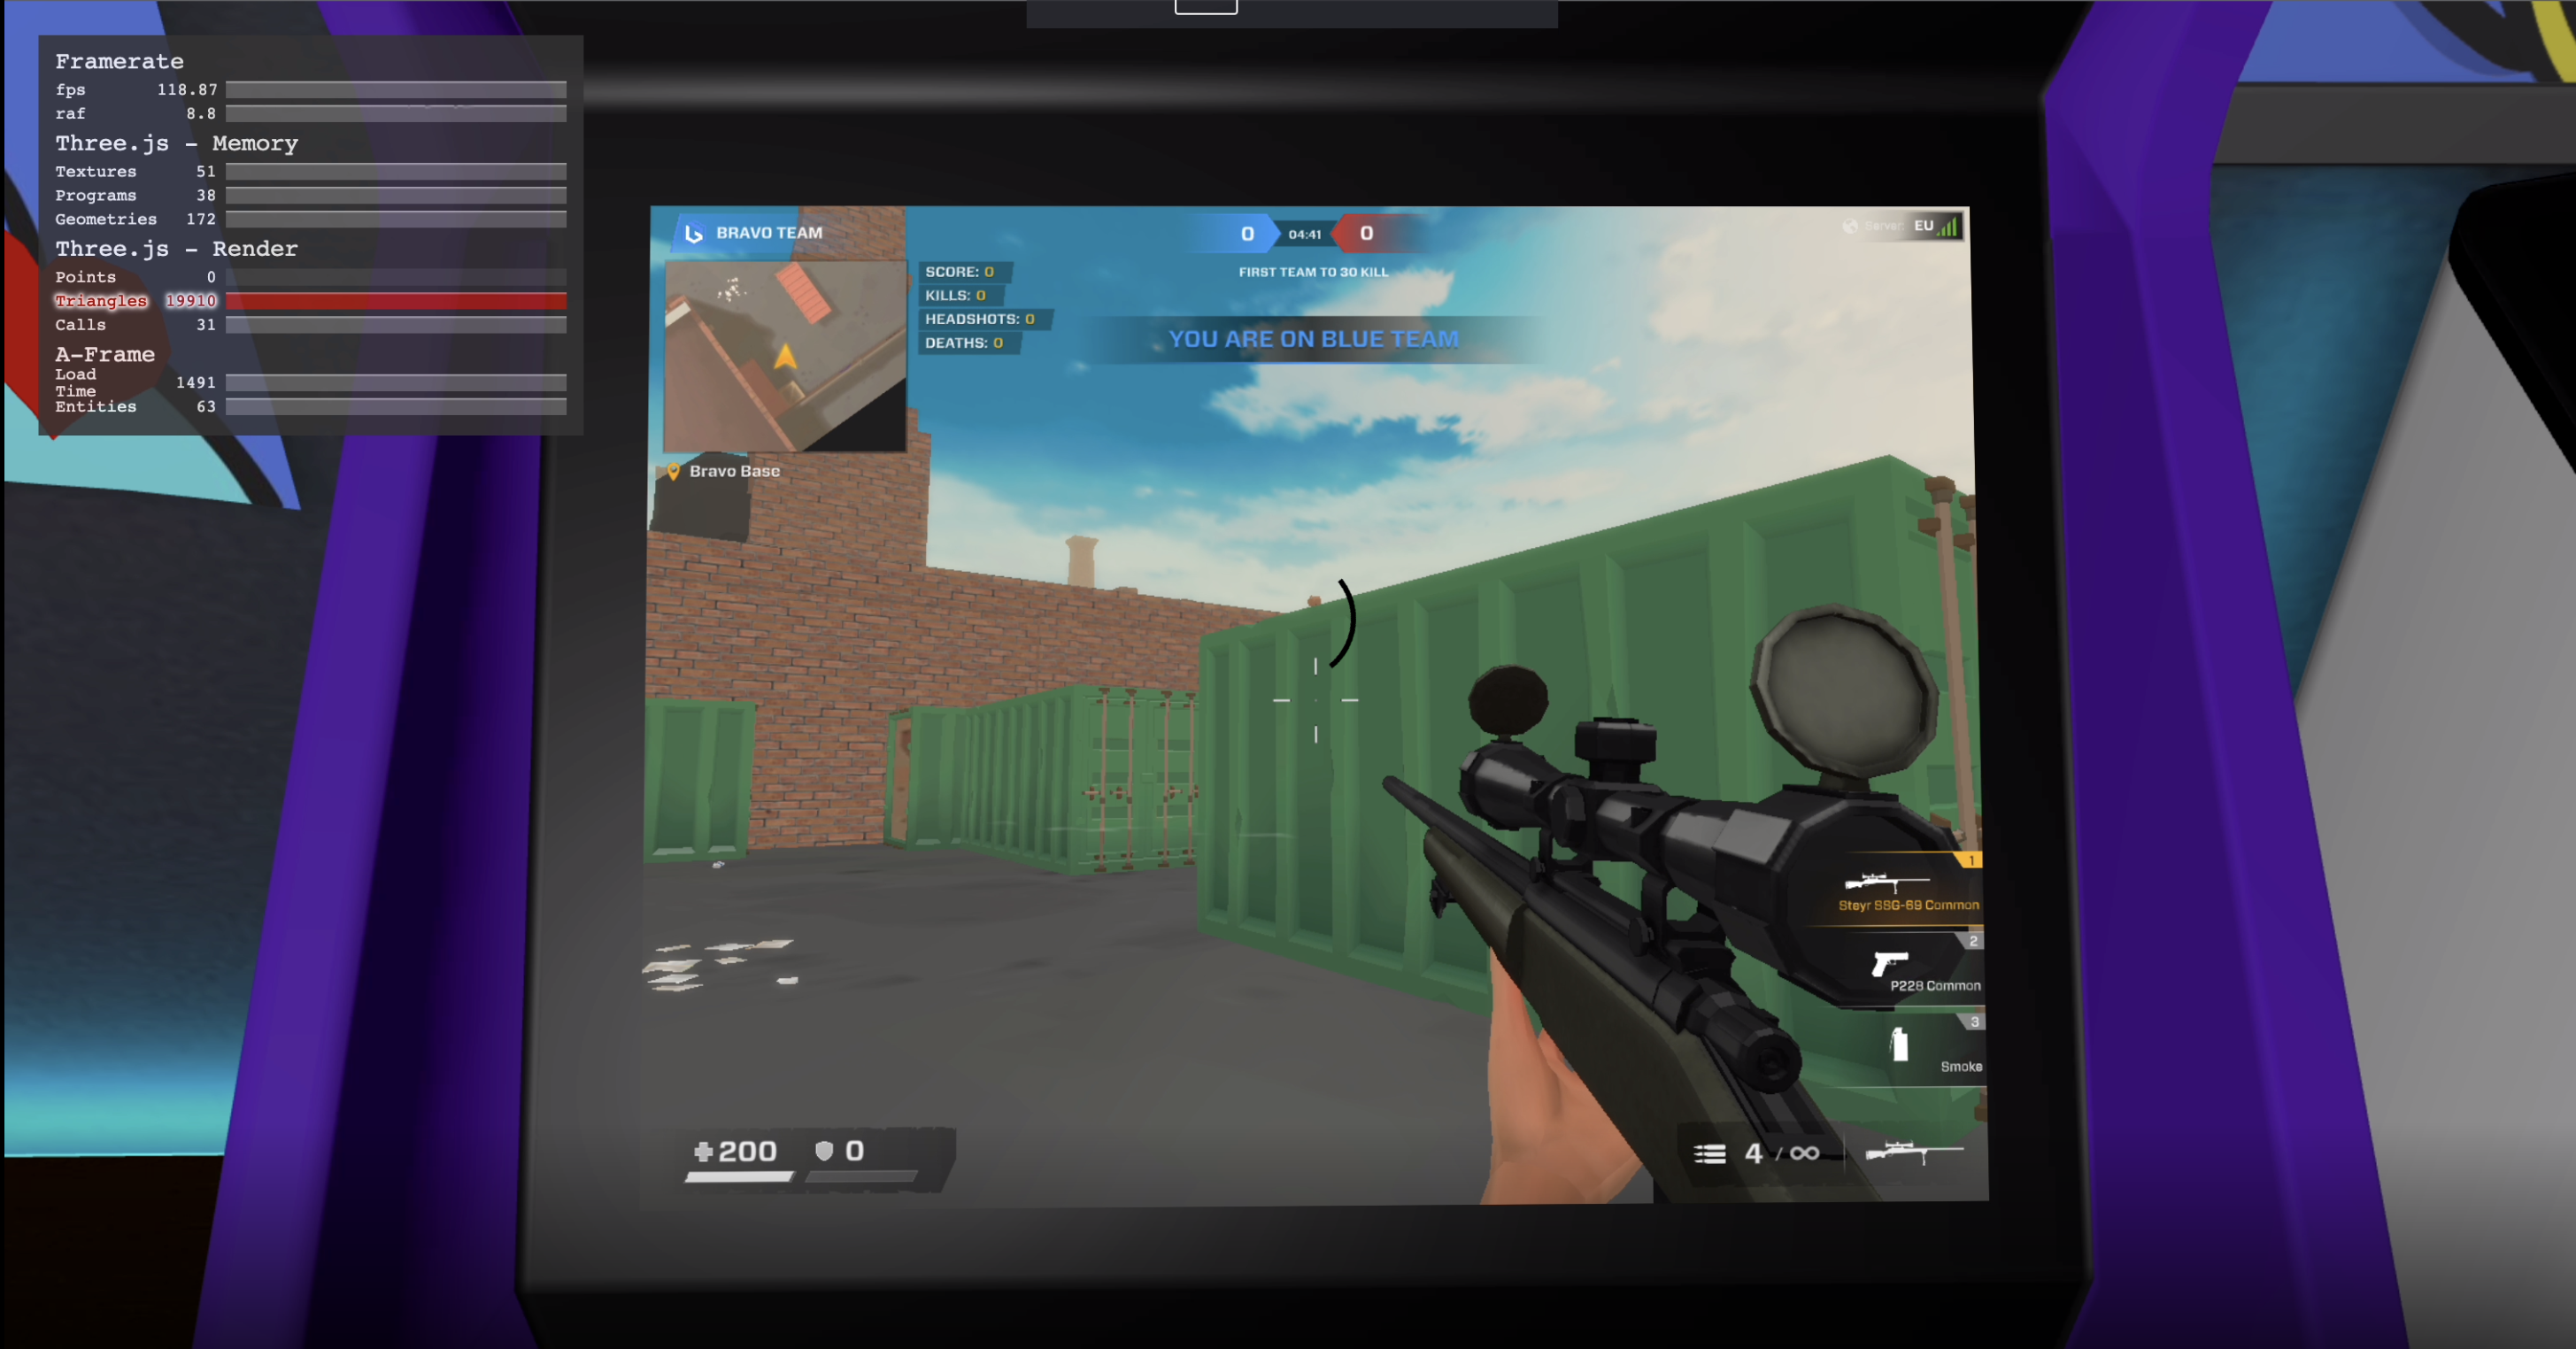 Framerate
fps 118.87
raf 8.8
Three.js - Memory
Textures 51
Programs 38
Geometries 172
Three.js - Render
Points 0
Triangles 19910
Calls 31
A-Frame
Load Time 1491
Entities 63
BRAVO TEAM
0 04:41 0
Server: EU
FIRST TEAM TO 30 KILL
SCORE: 0
KILLS: 0
HEADSHOTS: 0
DEATHS: 0
YOU ARE ON BLUE TEAM
Bravo Base
1
Steyr SSG-69 Common
2
P228 Common
3
Smoke
200 0
4 / ∞